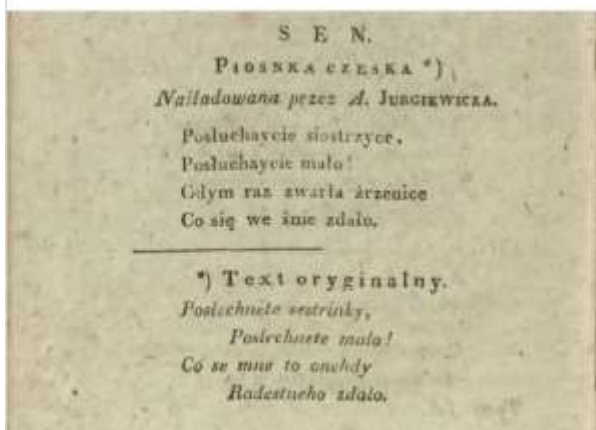 S E N.
PIOSNKA CZESKA *)
Naśladowana przez A. JURGIEWICZA.
Posłuchaycie siostrzyce,
Posłuchaycie mało!
Gdym raz zwarła źrzenice
Co się we śnie zdało.
*) Text oryginalny.
Poslechnete sestrinky,
Poslechnete malo!
Co se mne to onehdy
Radestneho zdalo.